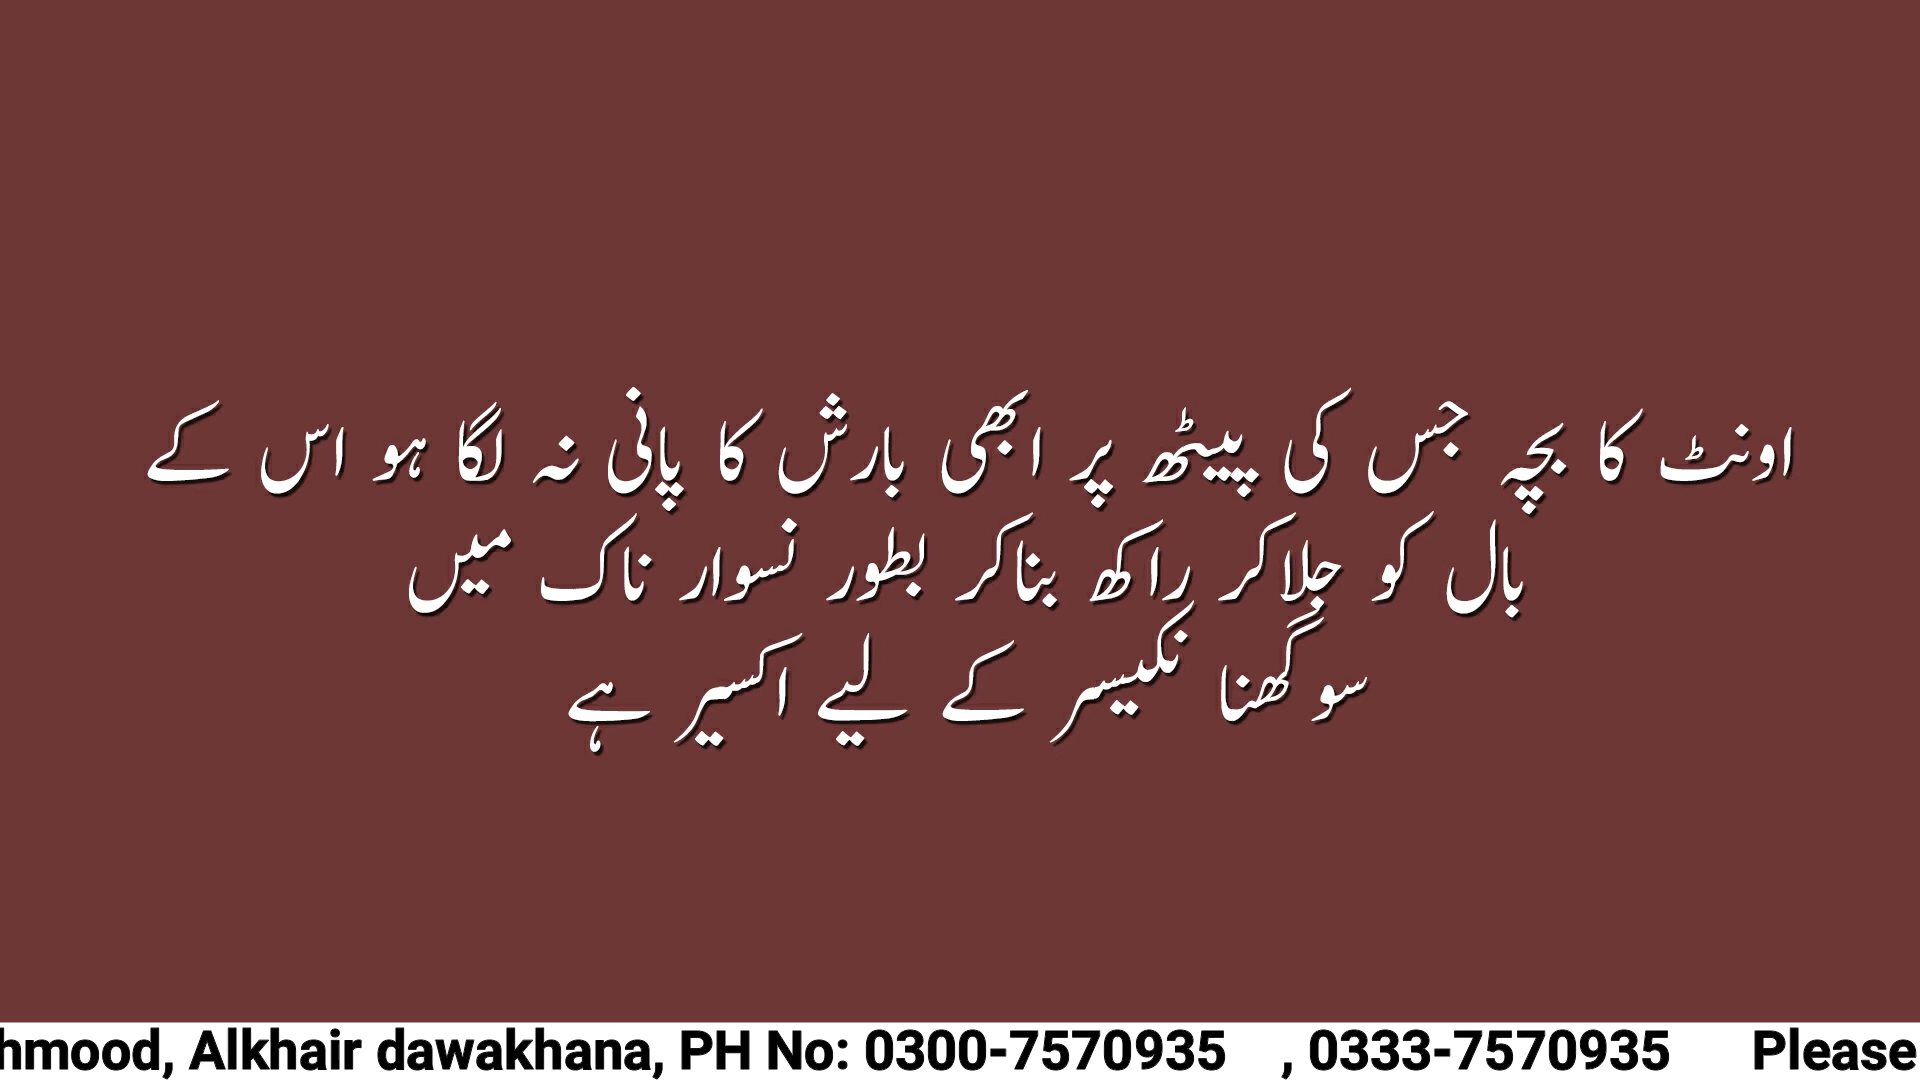 اونٹ کا بچہ جس کی پیٹھ پر ابھی بارش کا پانی نہ لگا ہو اس کے
بال کو جلاکر راکھ بناکر بطور نسوار ناک میں
سوگھنا نکیسر کے لیے اکسیر ہے
hmood, Alkhair dawakhana, PH No: 0300-7570935 , 0333-7570935 Please